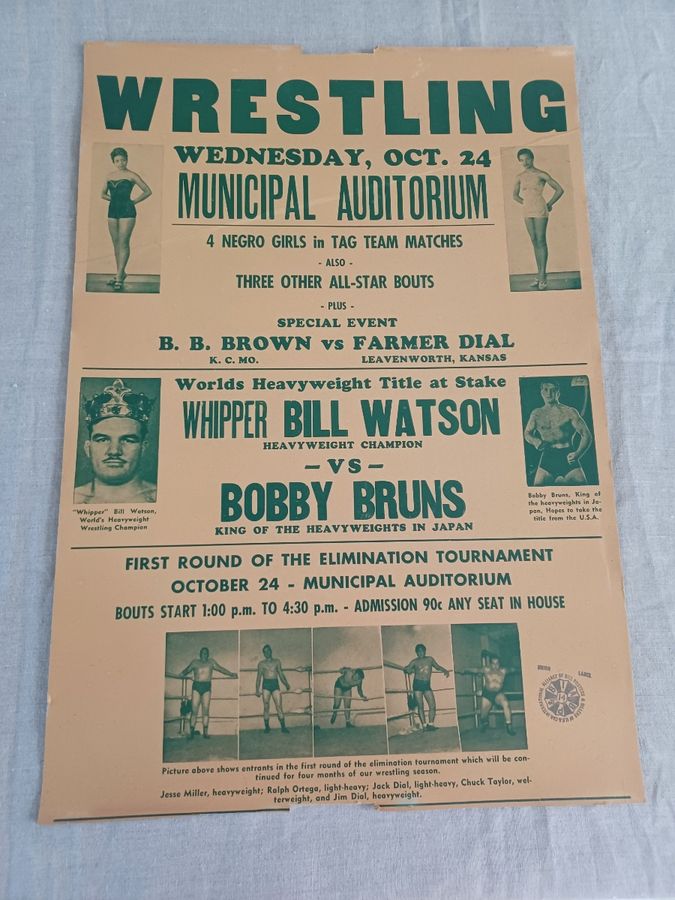 WRESTLING
WEDNESDAY, OCT. 24
MUNICIPAL AUDITORIUM
4 NEGRO GIRLS in TAG TEAM MATCHES
- ALSO -
THREE OTHER ALL-STAR BOUTS
- PLUS -
SPECIAL EVENT
B. B. BROWN vs FARMER DIAL
K. C. MO. LEAVENWORTH, KANSAS
Worlds Heavyweight Title at Stake
WHIPPER BILL WATSON
HEAVYWEIGHT CHAMPION
- VS -
BOBBY BRUNS
KING OF THE HEAVYWEIGHTS IN JAPAN
"Whipper" Bill Watson,
World's Heavyweight
Wrestling Champion
Bobby Bruns, King of
the heavyweights in Ja-
pan, Hopes to take the
title from the U.S.A.
FIRST ROUND OF THE ELIMINATION TOURNAMENT
OCTOBER 24 - MUNICIPAL AUDITORIUM
BOUTS START 1:00 p.m. TO 4:30 p.m. - ADMISSION 90c ANY SEAT IN HOUSE
Picture above shows entrants in the first round of the elimination tournament which will be con-
tinued for four months of our wrestling season.
Jesse Miller, heavyweight; Ralph Ortega, light-heavy; Jack Dial, light-heavy, Chuck Taylor, wel-
terweight, and Jim Dial, heavyweight.
UNION LABEL